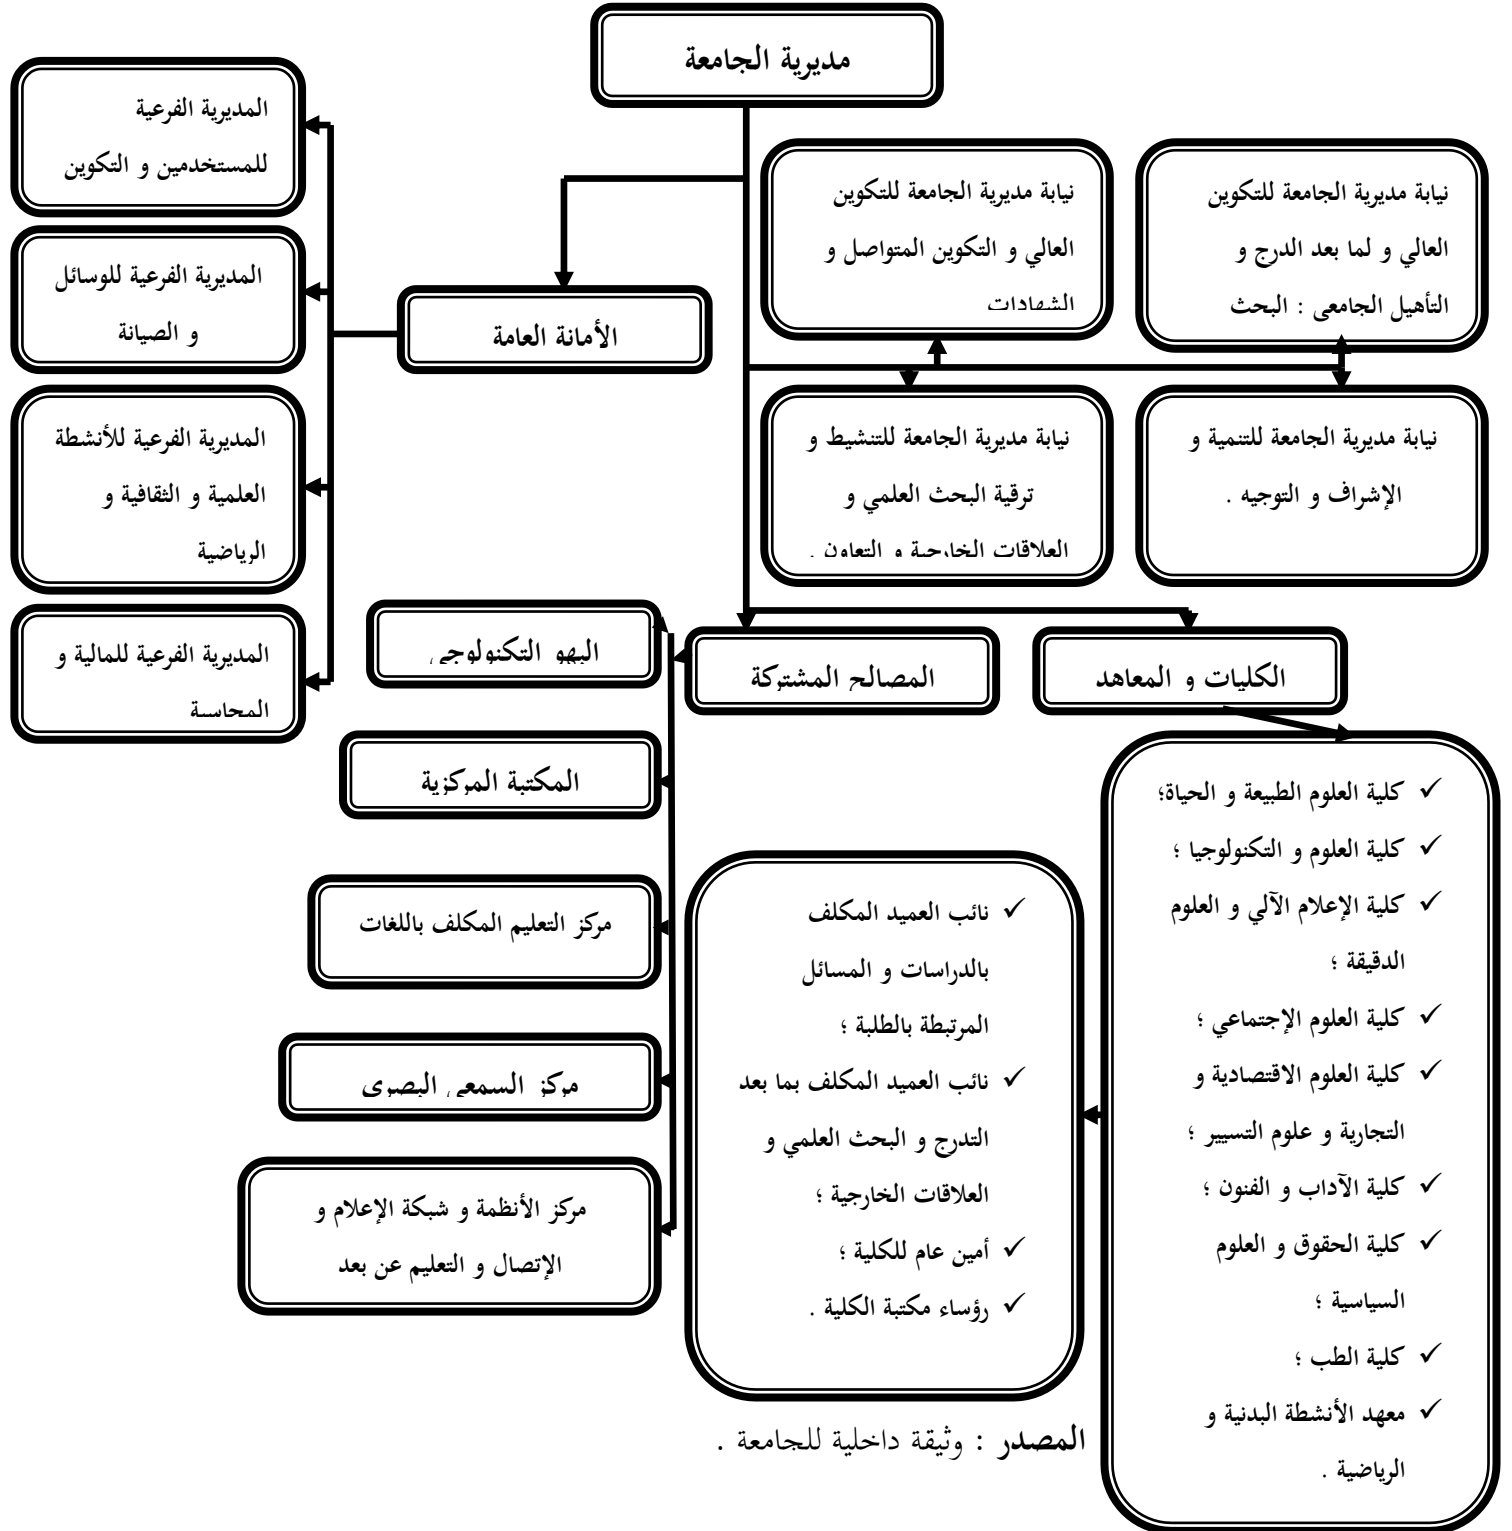 مديرية الجامعة
المديرية الفرعية
للمستخدمين و التكوين
نيابة مديرية الجامعة للتكوين
العالي و لما بعد الدرج و
التأهيل الجامعي : البحث
نيابة مديرية الجامعة للتكوين
العالي و التكوين المتواصل و
الشهادات
المديرية الفرعية للوسائل
و الصيانة
الأمانة العامة
نيابة مديرية الجامعة للتنمية و
الإشراف و التوجيه .
نيابة مديرية الجامعة للتنشيط و
ترقية البحث العلمي و
العلاقات الخارجية و التعاون .
المديرية الفرعية للأنشطة
العلمية و الثقافية و
الرياضية
المديرية الفرعية للمالية و
المحاسبة
الكليات و المعاهد
المصالح المشتركة
البهو التكنولوجي
المكتبة المركزية
مركز التعليم المكلف باللغات
مركز السمعي البصري
مركز الأنظمة و شبكة الإعلام و
الإتصال و التعليم عن بعد
✓ كلية العلوم الطبيعة و الحياة؛
✓ كلية العلوم و التكنولوجيا ؛
✓ كلية الإعلام الآلي و العلوم
الدقيقة ؛
✓ كلية العلوم الإجتماعي ؛
✓ كلية العلوم الاقتصادية و
التجارية و علوم التسيير ؛
✓ كلية الآداب و الفنون ؛
✓ كلية الحقوق و العلوم
السياسية ؛
✓ كلية الطب ؛
✓ معهد الأنشطة البدنية و
الرياضية .
✓ نائب العميد المكلف
بالدراسات و المسائل
المرتبطة بالطلبة ؛
✓ نائب العميد المكلف بما بعد
التدرج و البحث العلمي و
العلاقات الخارجية ؛
✓ أمين عام للكلية ؛
✓ رؤساء مكتبة الكلية .
المصدر : وثيقة داخلية للجامعة .